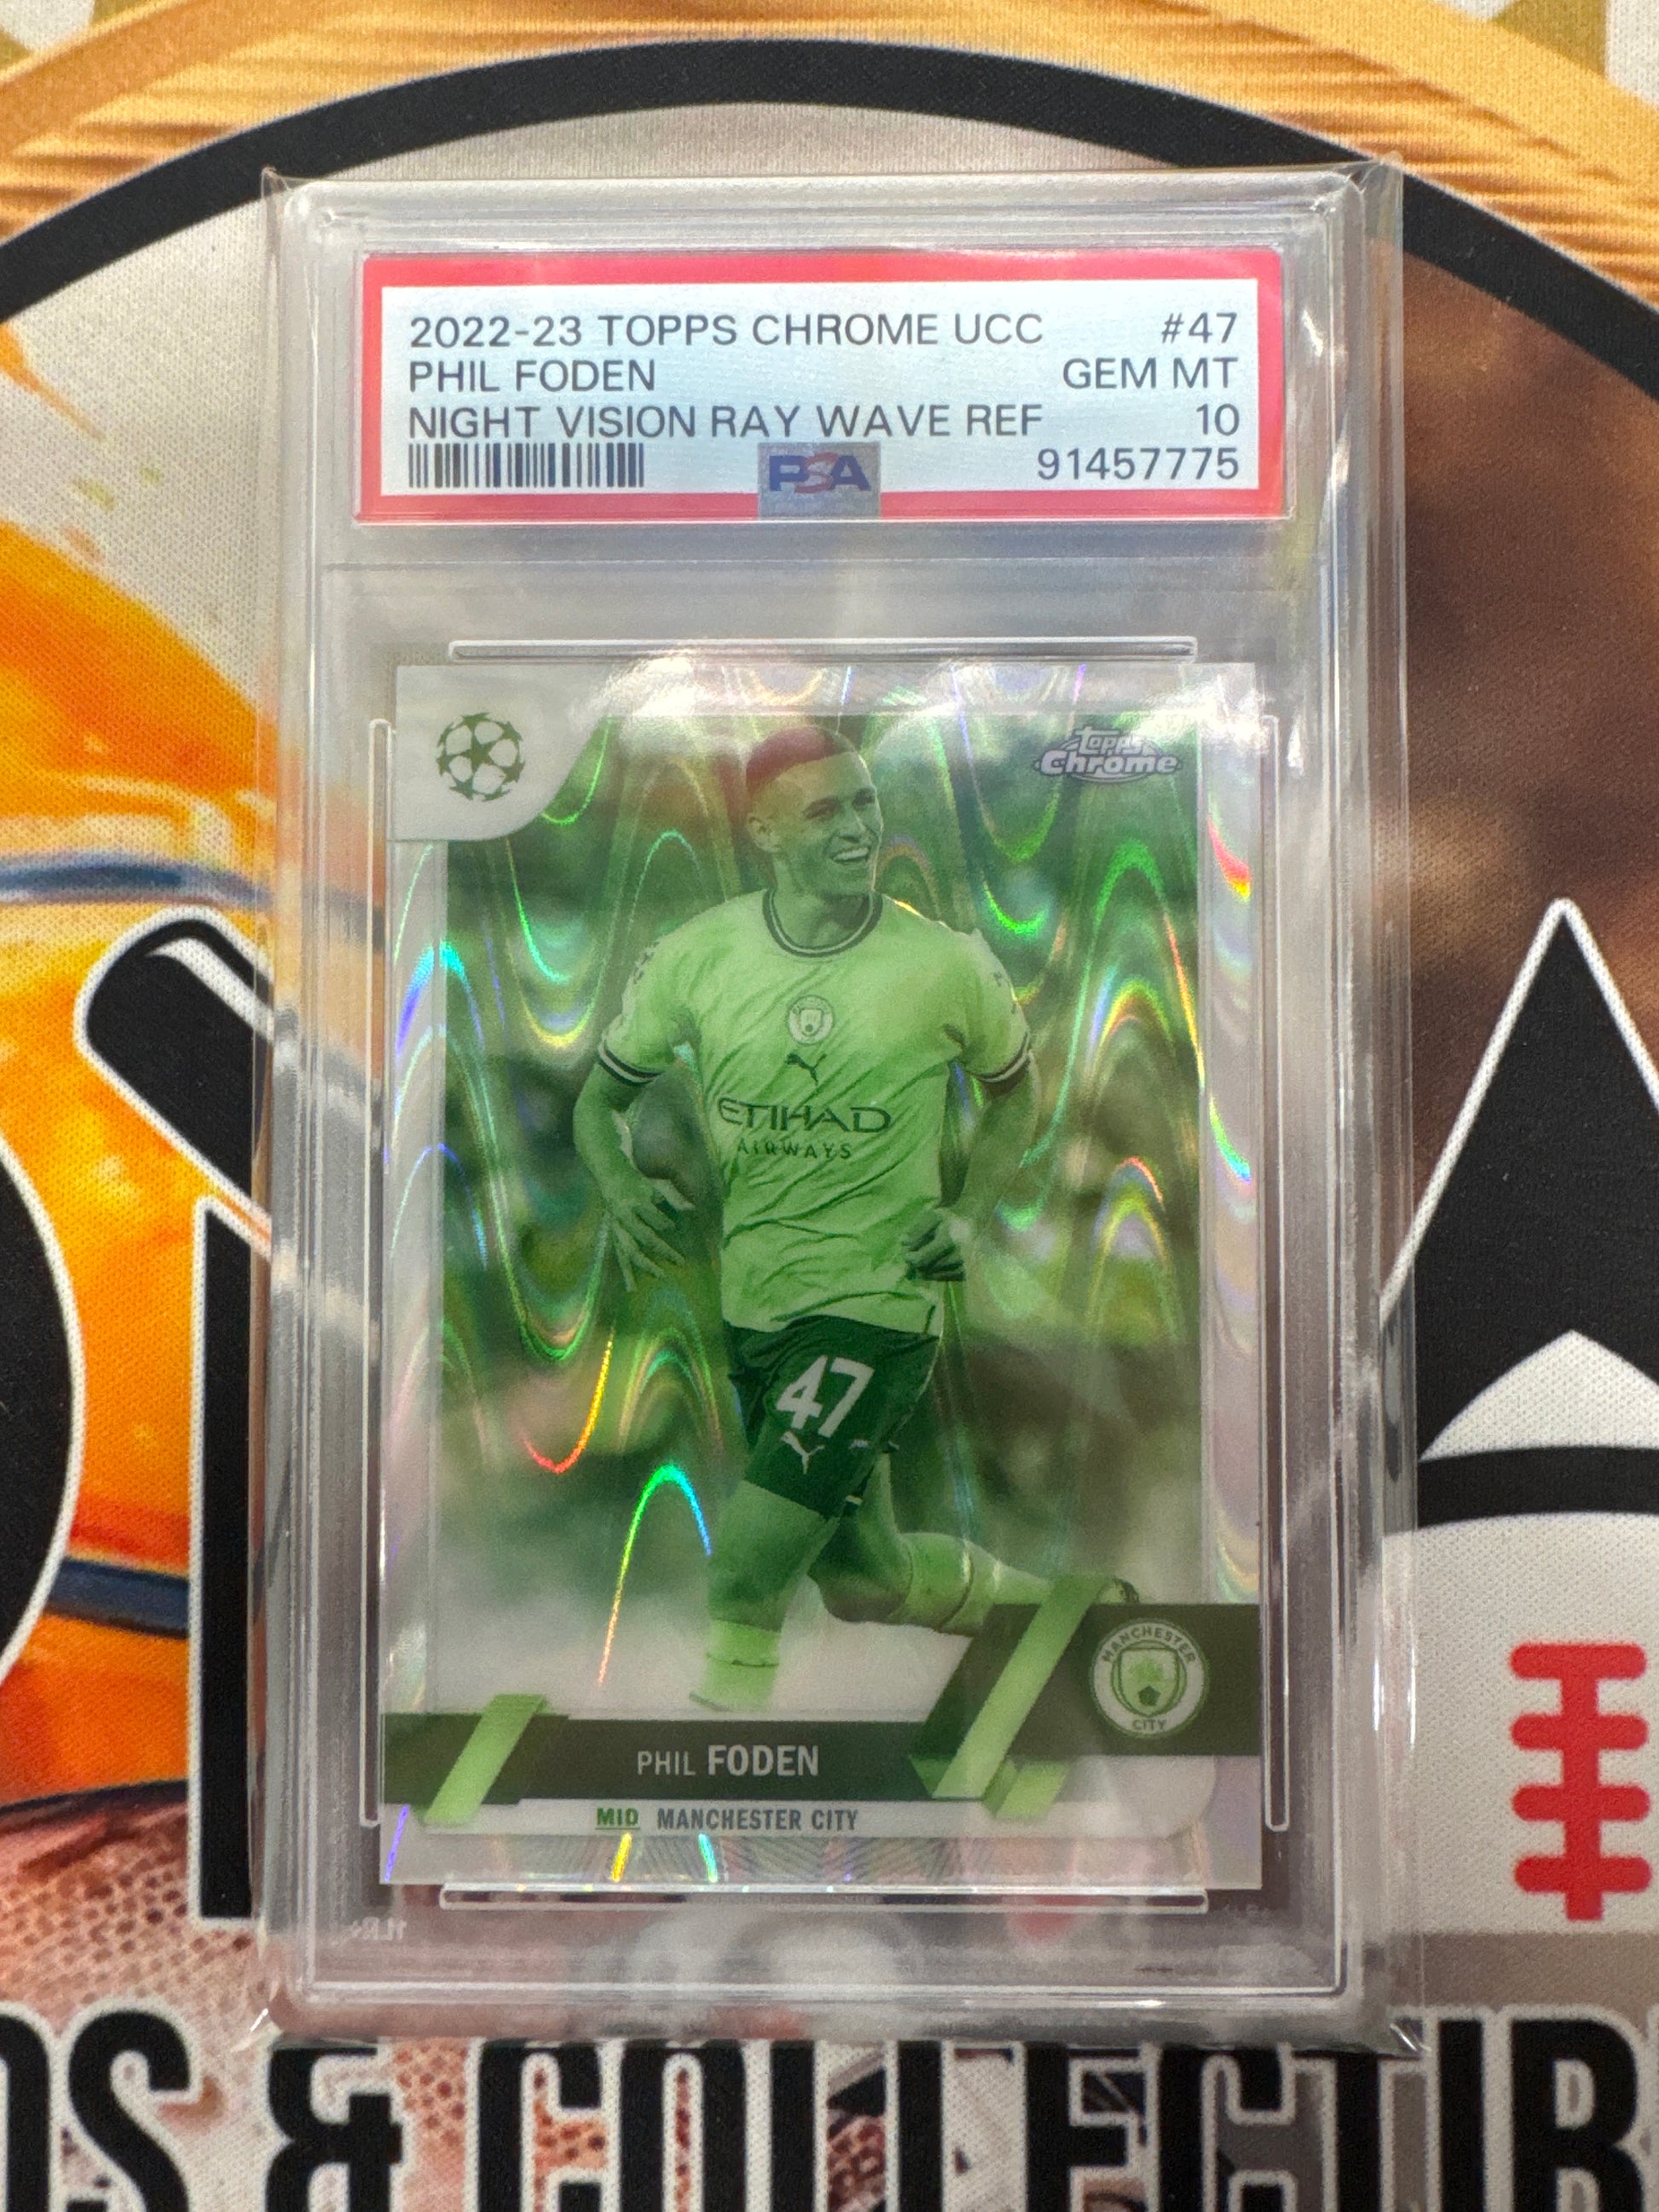 2022-23 TOPPS CHROME UCC #47
PHIL FODEN GEM MT
NIGHT VISION RAY WAVE REF 10
PSA 91457775
topps
Chrome
ETIHAD
AIRWAYS
47
MANCHESTER
CITY
PHIL FODEN
MID MANCHESTER CITY